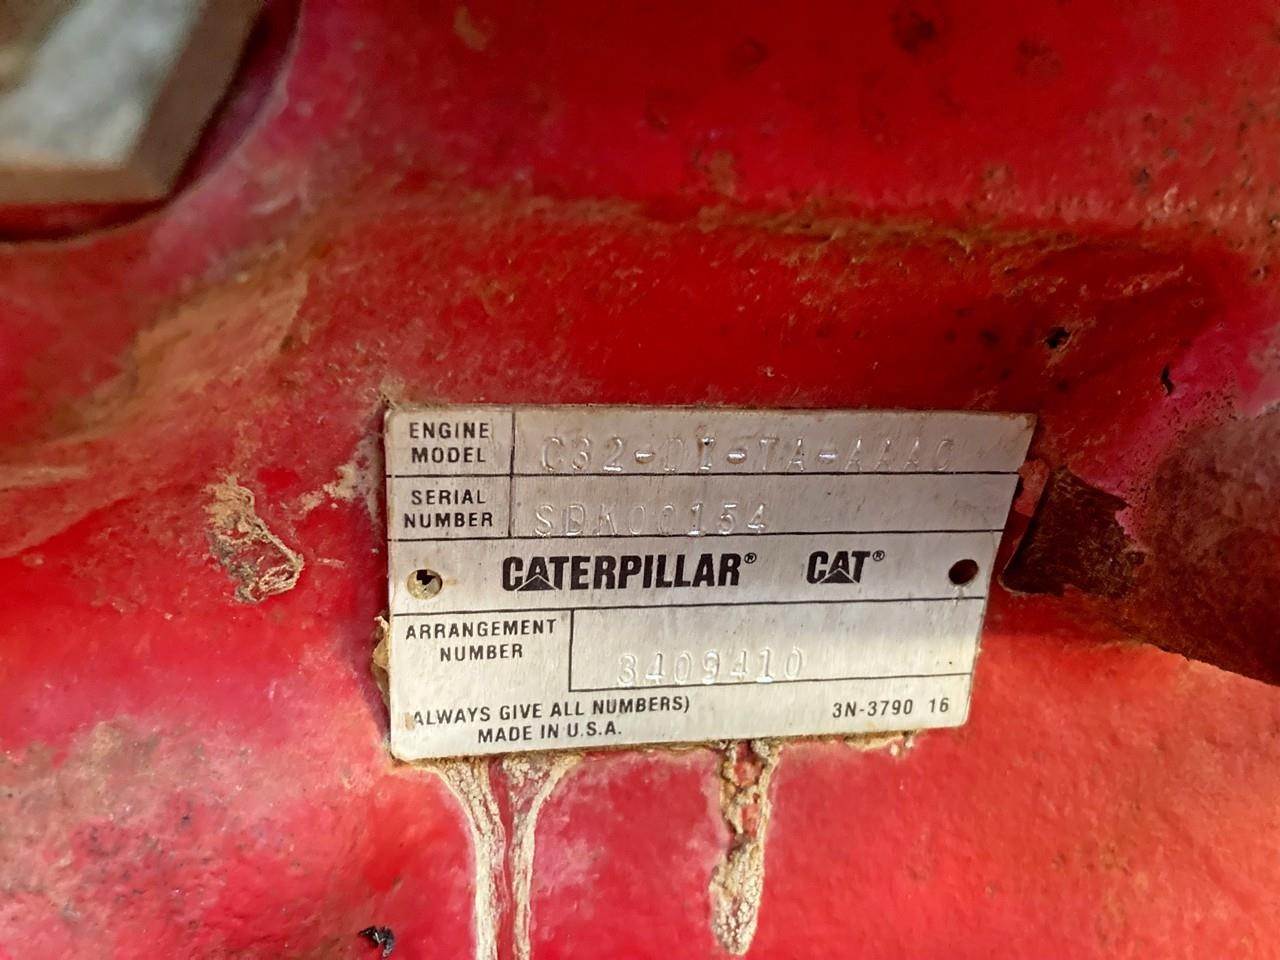 ENGINE MODEL C32-DI-TA-AAAC
SERIAL NUMBER SDK00154
CATERPILLAR® CAT®
ARRANGEMENT NUMBER 3409410
(ALWAYS GIVE ALL NUMBERS) 3N-3790 16
MADE IN U.S.A.